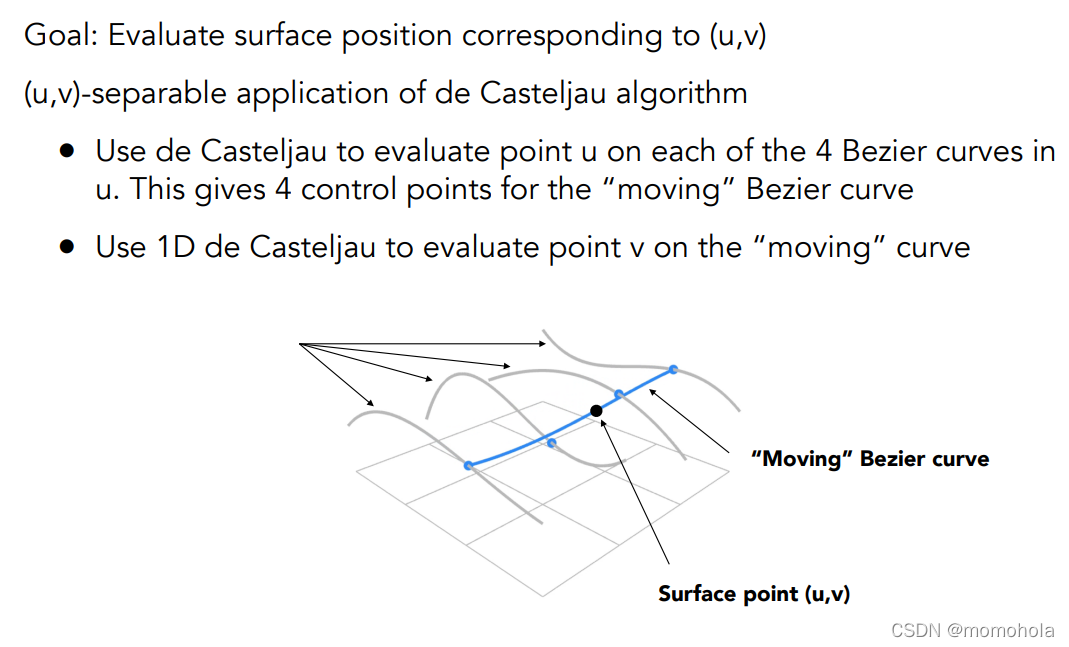 Goal: Evaluate surface position corresponding to (u,v)
(u,v)-separable application of de Casteljau algorithm
● Use de Casteljau to evaluate point u on each of the 4 Bezier curves in
u. This gives 4 control points for the “moving” Bezier curve
● Use 1D de Casteljau to evaluate point v on the “moving” curve
”Moving” Bezier curve
Surface point (u,v)
CSDN @momohola